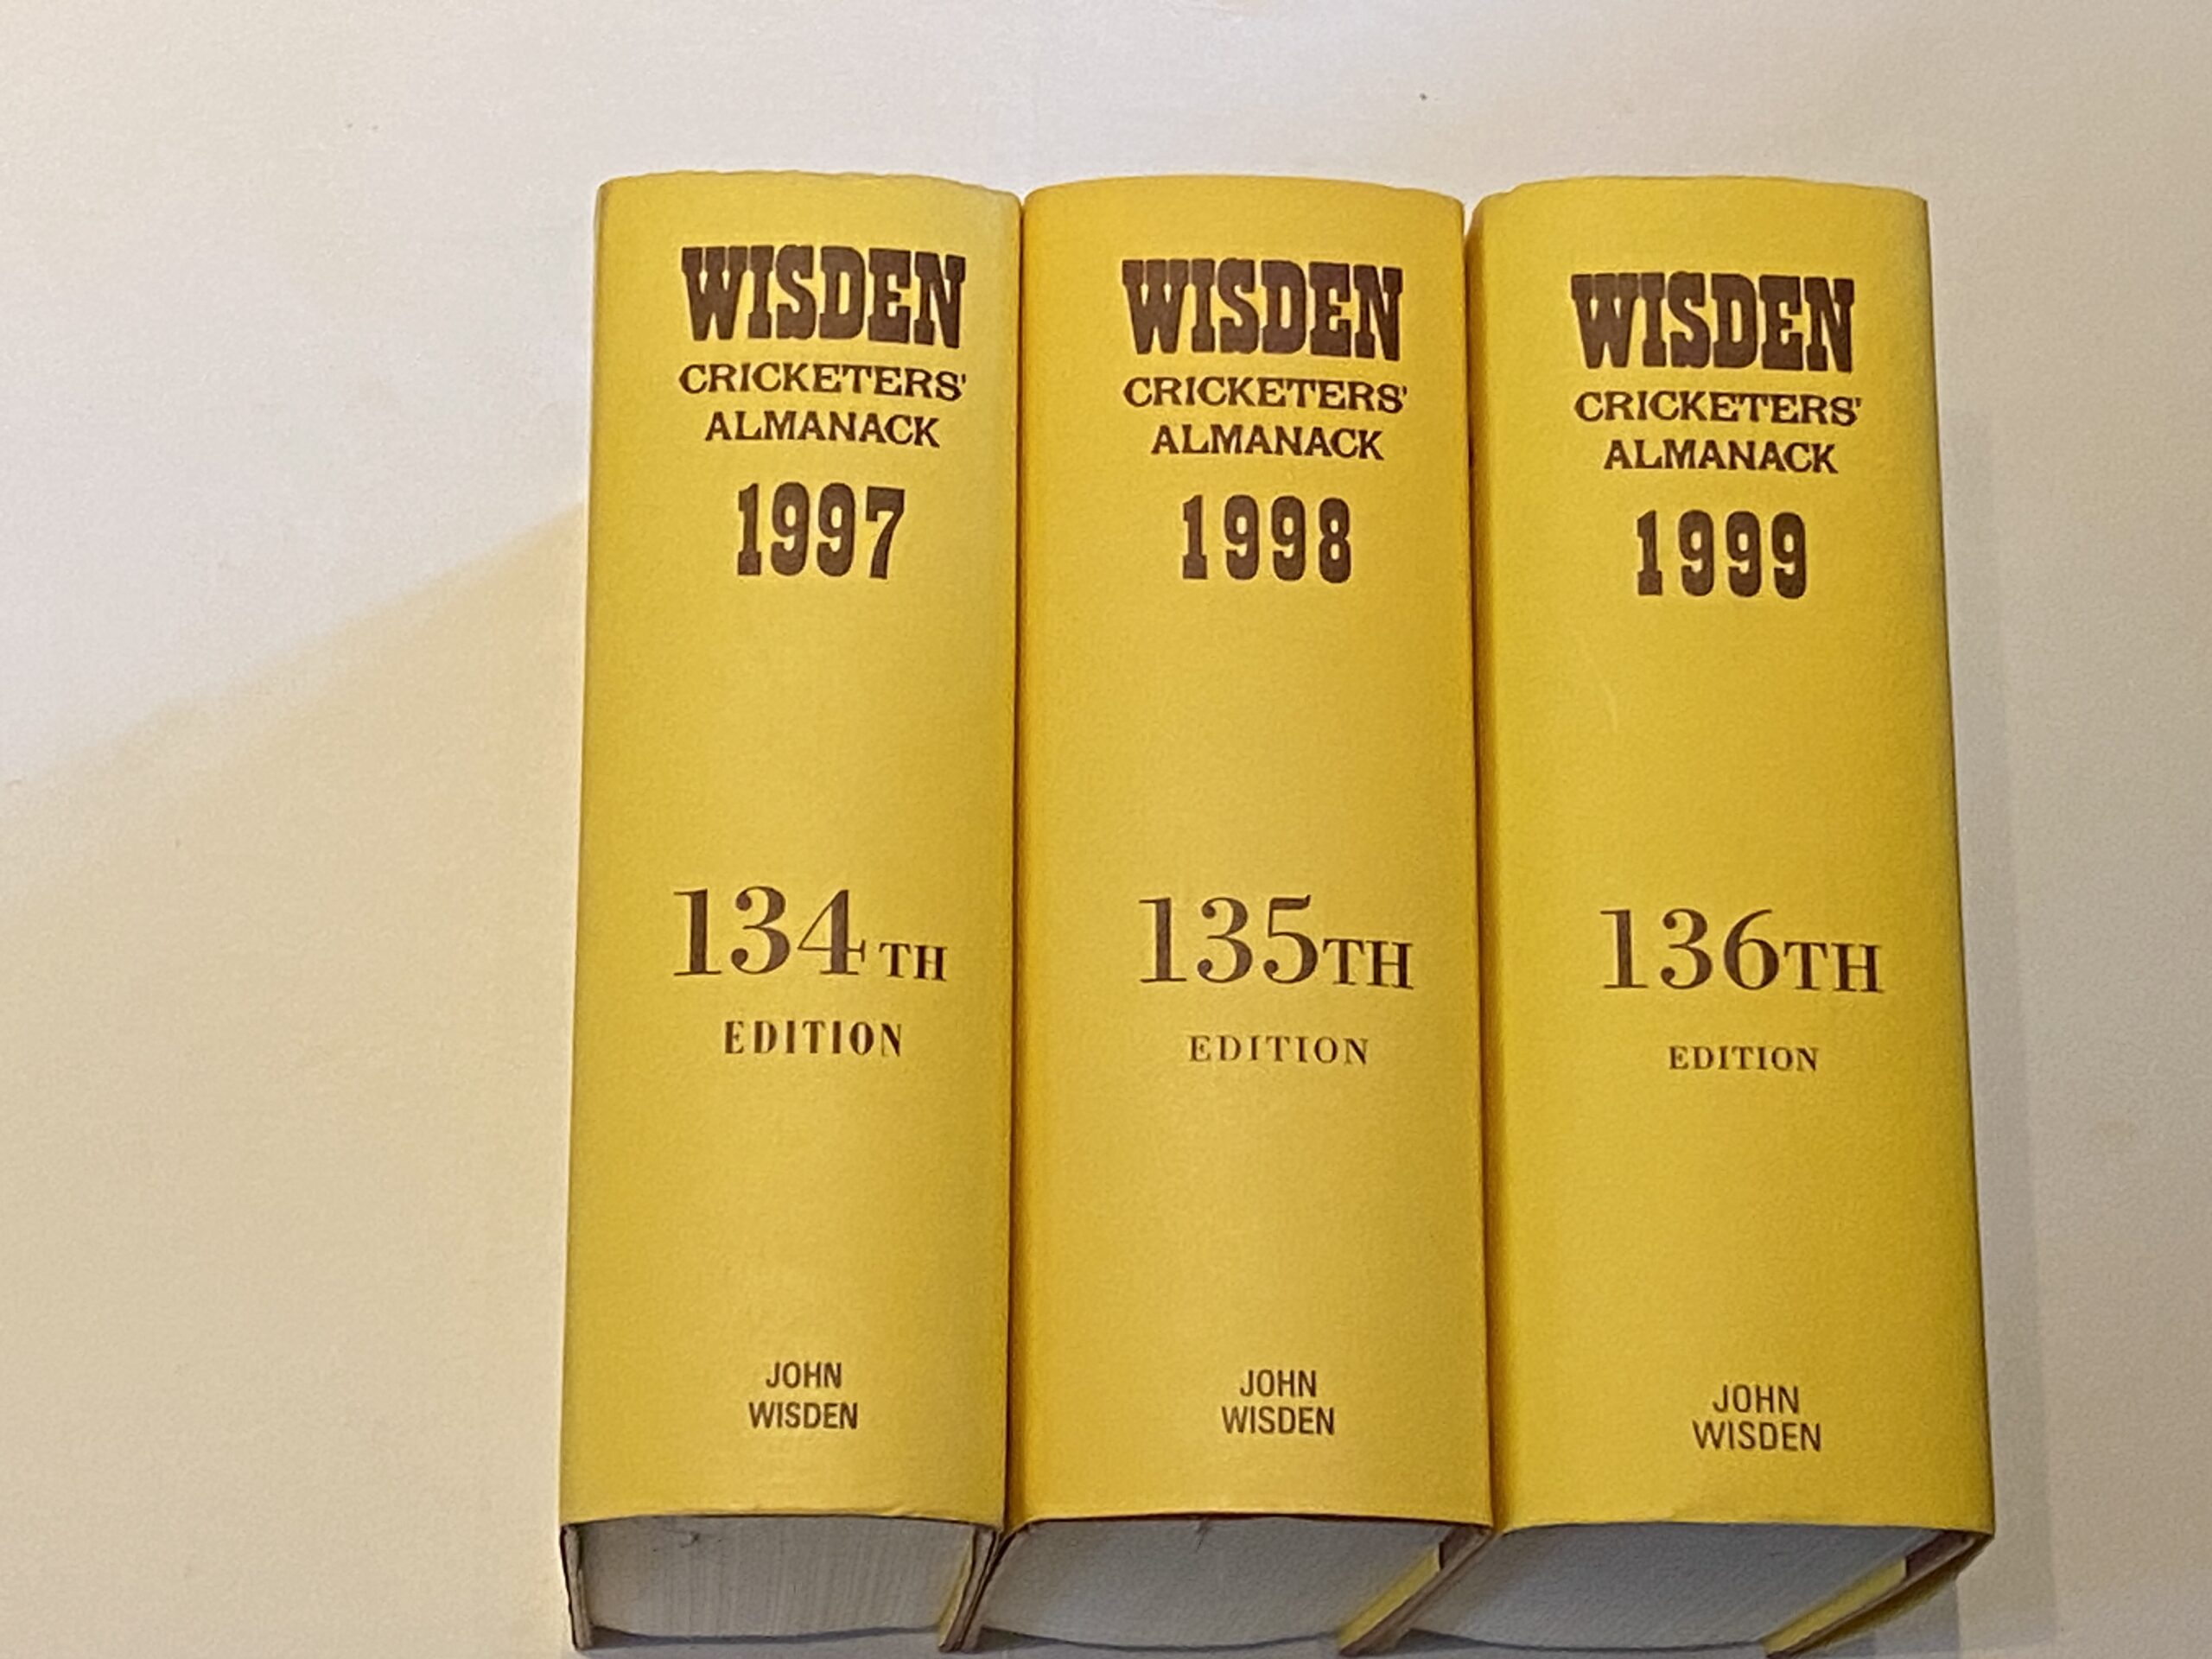 WISDEN
CRICKETERS'
ALMANACK
1997
134TH
EDITION
JOHN
WISDEN
WISDEN
CRICKETERS'
ALMANACK
1998
135TH
EDITION
JOHN
WISDEN
WISDEN
CRICKETERS'
ALMANACK
1999
136TH
EDITION
JOHN
WISDEN